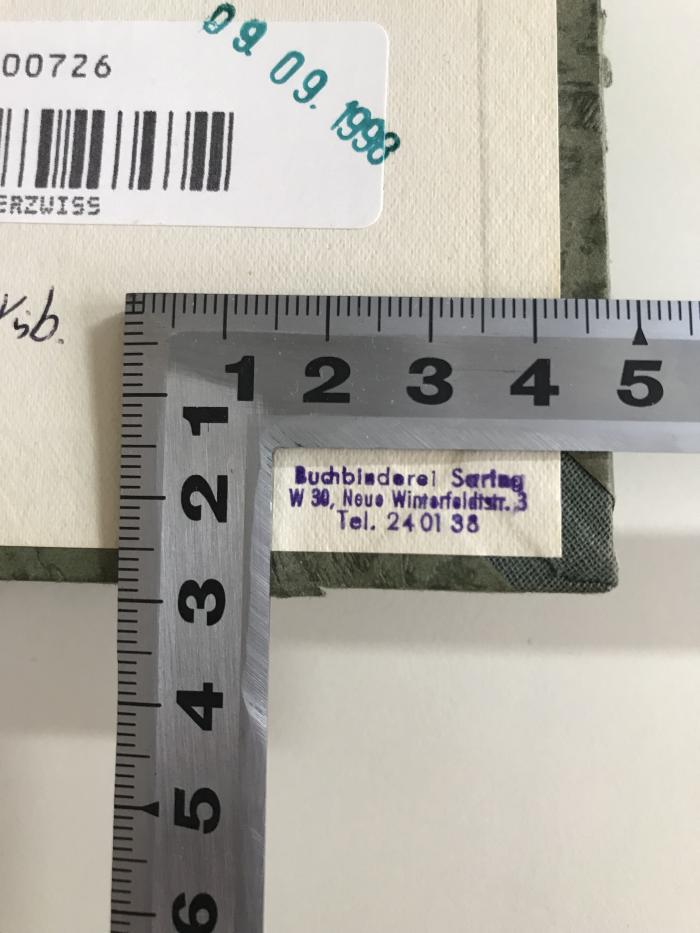 09. 09. 1998
00726
ERZWISS
1 2 3 4 5
1
2
3
4
5
6
Buchbinderei
W 30, Neue Winterfeldtstr. 3
Tel. 24 01 38